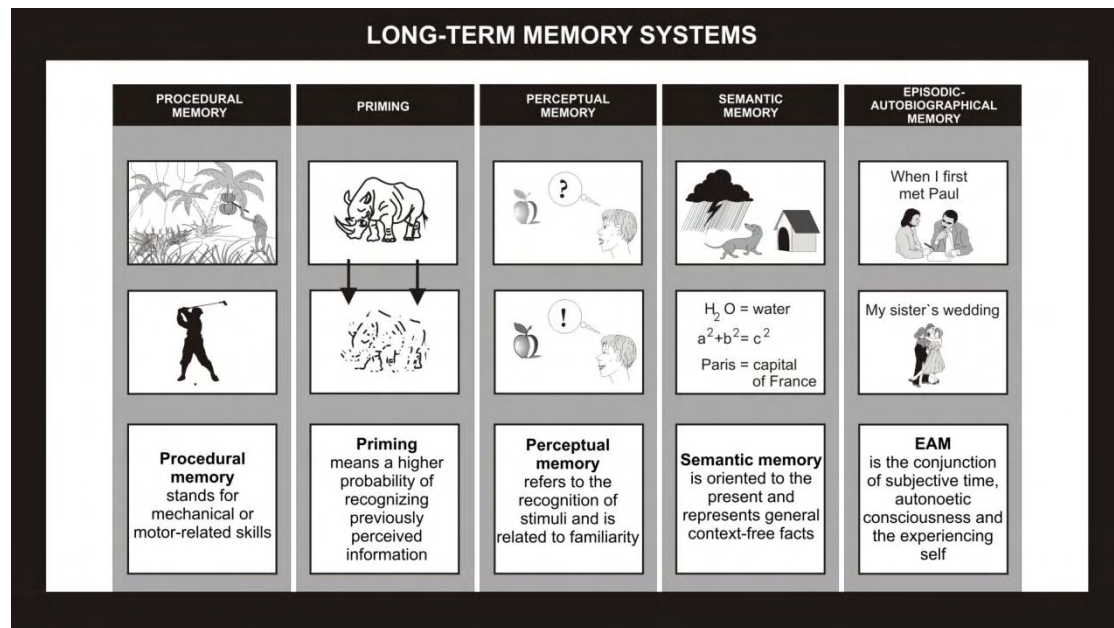 LONG-TERM MEMORY SYSTEMS
PROCEDURAL
MEMORY
PRIMING
PERCEPTUAL
MEMORY
SEMANTIC
MEMORY
EPISODIC-
AUTOBIOGRAPHICAL
MEMORY
?
When I first
met Paul
!
H2O = water
a²+b²= c²
Paris = capital
of France
My sister`s wedding
Procedural
memory
stands for
mechanical or
motor-related skills
Priming
means a higher
probability of
recognizing
previously
perceived
information
Perceptual
memory
refers to the
recognition of
stimuli and is
related to familiarity
Semantic memory
is oriented to the
present and
represents general
context-free facts
EAM
is the conjunction
of subjective time,
autonoetic
consciousness and
the experiencing
self